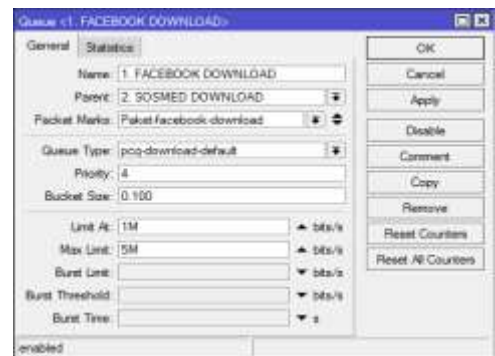 Queue <1. FACEBOOK DOWNLOAD>
General Statistics
Name: 1. FACEBOOK DOWNLOAD
Parent: 2. SOSMED DOWNLOAD
Packet Marks: Paket-facebook-download
Queue Type: pcq-download-default
Priority: 4
Bucket Size: 0.100
Limit At: 1M bits/s
Max Limit: 5M bits/s
Burst Limit: bits/s
Burst Threshold: bits/s
Burst Time: s
OK
Cancel
Apply
Disable
Comment
Copy
Remove
Reset Counters
Reset All Counters
enabled